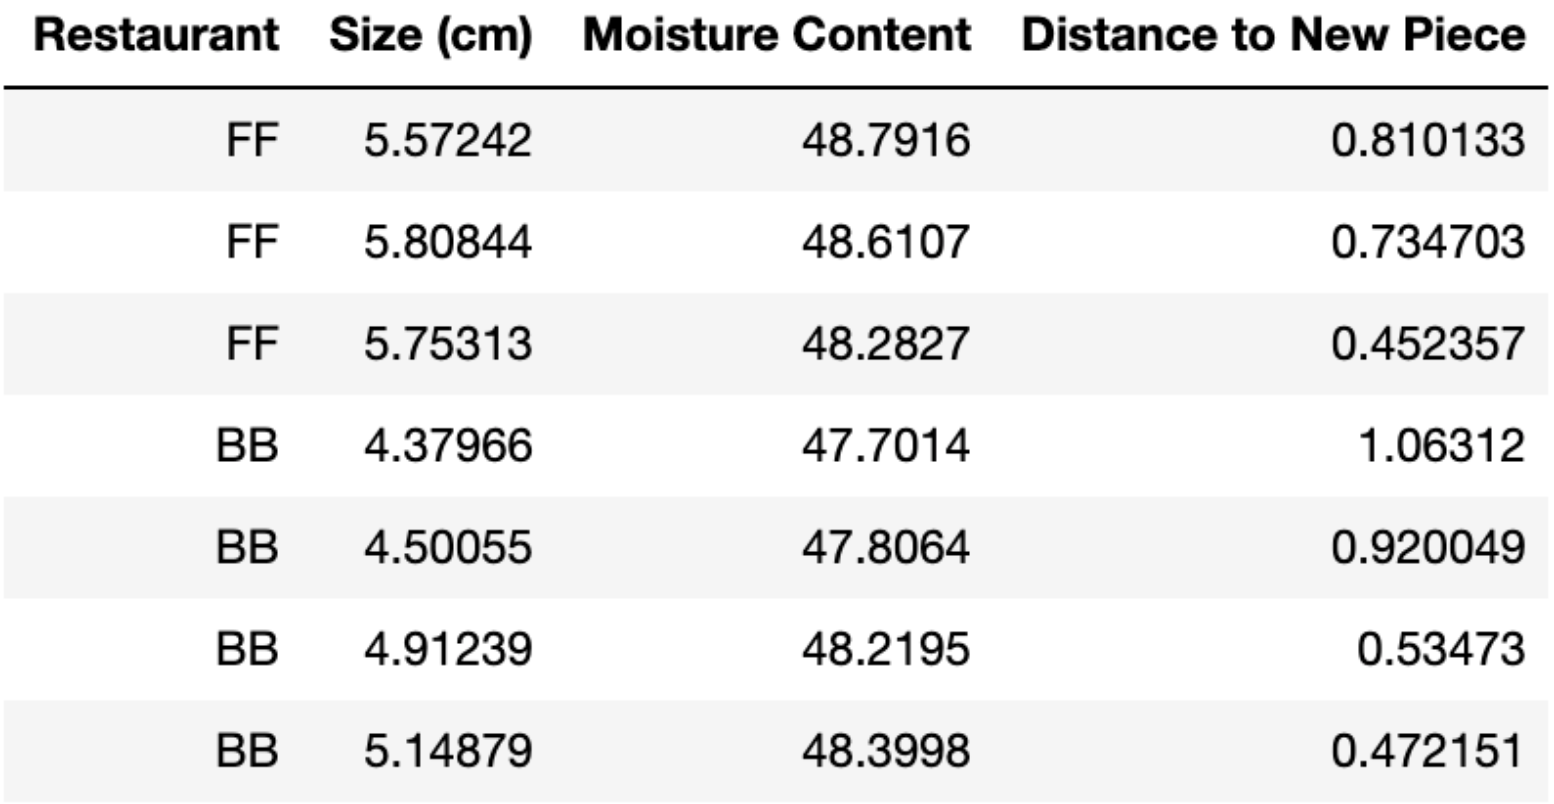 Restaurant Size (cm) Moisture Content Distance to New Piece
FF 5.57242 48.7916 0.810133
FF 5.80844 48.6107 0.734703
FF 5.75313 48.2827 0.452357
BB 4.37966 47.7014 1.06312
BB 4.50055 47.8064 0.920049
BB 4.91239 48.2195 0.53473
BB 5.14879 48.3998 0.472151